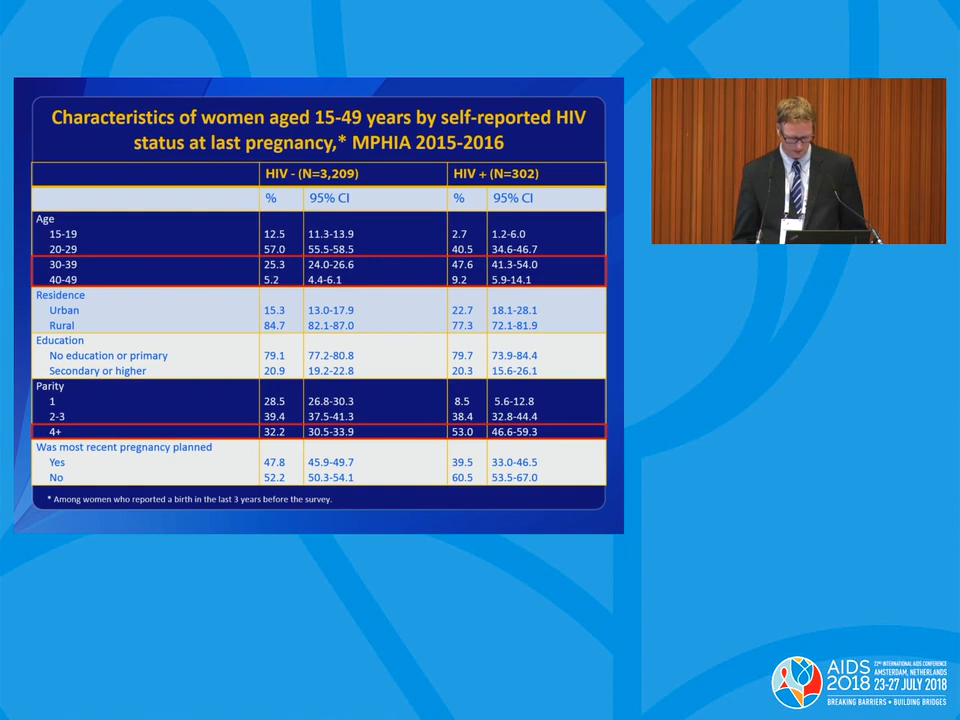 Characteristics of women aged 15-49 years by self-reported HIV
status at last pregnancy,* MPHIA 2015-2016
HIV - (N=3,209) HIV + (N=302)
% 95% CI % 95% CI
Age
15-19 12.5 11.3-13.9 2.7 1.2-6.0
20-29 57.0 55.5-58.5 40.5 34.6-46.7
30-39 25.3 24.0-26.6 47.6 41.3-54.0
40-49 5.2 4.4-6.1 9.2 5.9-14.1
Residence
Urban 15.3 13.0-17.9 22.7 18.1-28.1
Rural 84.7 82.1-87.0 77.3 72.1-81.9
Education
No education or primary 79.1 77.2-80.8 79.7 73.9-84.4
Secondary or higher 20.9 19.2-22.8 20.3 15.6-26.1
Parity
1 28.5 26.8-30.3 8.5 5.6-12.8
2-3 39.4 37.5-41.3 38.4 32.8-44.4
4+ 32.2 30.5-33.9 53.0 46.6-59.3
Was most recent pregnancy planned
Yes 47.8 45.9-49.7 39.5 33.0-46.5
No 52.2 50.3-54.1 60.5 53.5-67.0
* Among women who reported a birth in the last 3 years before the survey.
AIDS 2018
22ND INTERNATIONAL AIDS CONFERENCE
AMSTERDAM, NETHERLANDS
23-27 JULY 2018
BREAKING BARRIERS • BUILDING BRIDGES